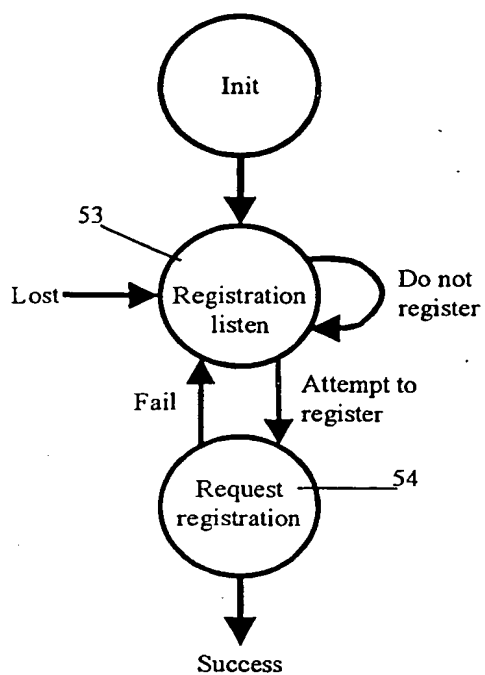 Init
53
Lost
Registration
listen
Do not
register
Fail
Attempt to
register
Request
registration
54
Success